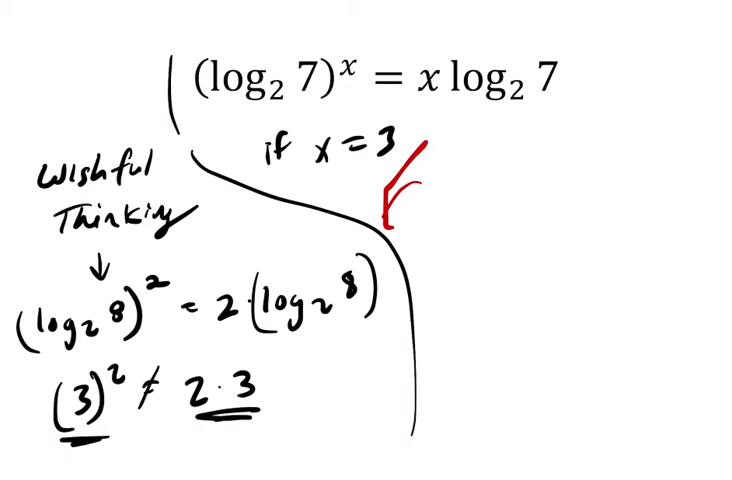 (log₂ 7)ˣ = x log₂ 7
if x = 3
Wishful
Thinking
↓
(log₂ 8)² = 2·(log₂ 8)
(3)² ≠ 2·3